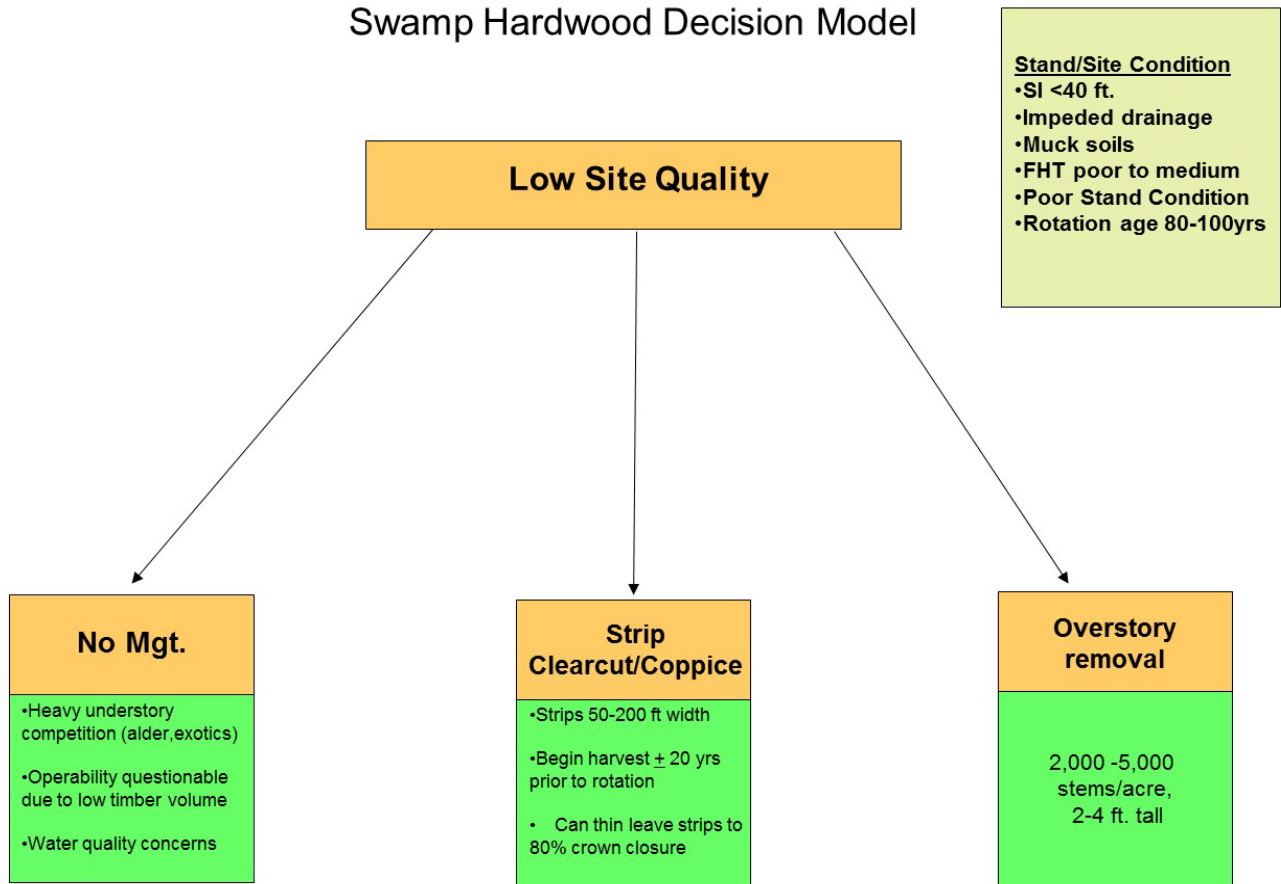 Swamp Hardwood Decision Model
Stand/Site Condition
•SI <40 ft.
•Impeded drainage
•Muck soils
•FHT poor to medium
•Poor Stand Condition
•Rotation age 80-100yrs
Low Site Quality
No Mgt.
•Heavy understory
competition (alder,exotics)
•Operability questionable
due to low timber volume
•Water quality concerns
Strip
Clearcut/Coppice
•Strips 50-200 ft width
•Begin harvest ± 20 yrs
prior to rotation
• Can thin leave strips to
80% crown closure
Overstory
removal
2,000 -5,000
stems/acre,
2-4 ft. tall